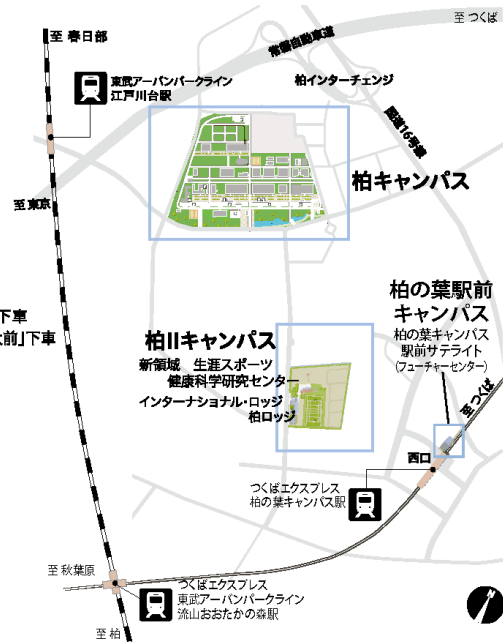 至 つくば
至 春日部
常磐自動車道
東武アーバンパークライン
江戸川台駅
柏インターチェンジ
国道16号線
柏キャンパス
至東京
下車
前」下車
柏の葉駅前
キャンパス
柏の葉キャンパス
駅前サテライト
(フューチャーセンター)
柏IIキャンパス
新領域 生涯スポーツ
健康科学研究センター
インターナショナル・ロッジ
柏ロッジ
至つくば
西口
つくばエクスプレス
柏の葉キャンパス駅
至 秋葉原
つくばエクスプレス
東武アーバンパークライン
流山おおたかの森駅
至 柏